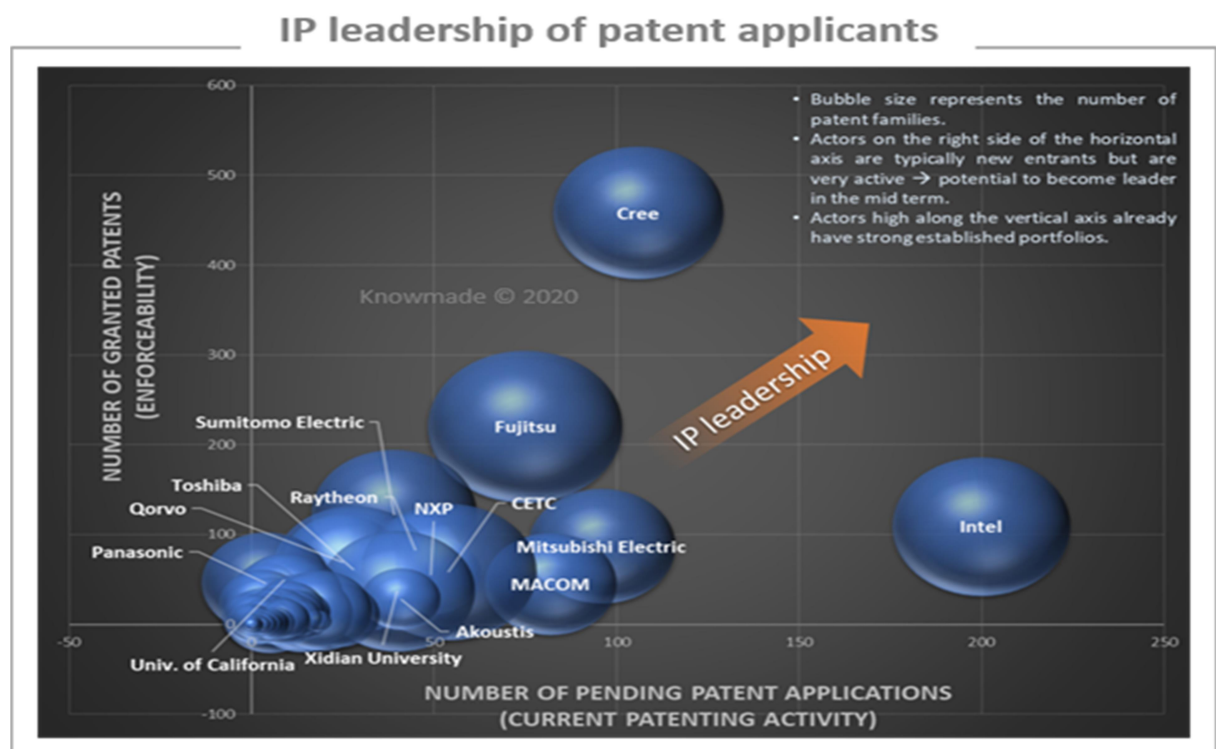 IP leadership of patent applicants
600
500
400
300
200
100
0
-100
-50
0
50
100
150
200
250
NUMBER OF GRANTED PATENTS
(ENFORCEABILITY)
NUMBER OF PENDING PATENT APPLICATIONS
(CURRENT PATENTING ACTIVITY)
• Bubble size represents the number of
patent families.
• Actors on the right side of the horizontal
axis are typically new entrants but are
very active → potential to become leader
in the mid term.
• Actors high along the vertical axis already
have strong established portfolios.
Cree
Knowmade © 2020
IP leadership
Fujitsu
Sumitomo Electric
Toshiba
Raytheon
NXP
CETC
Qorvo
Intel
Panasonic
Mitsubishi Electric
MACOM
Akoustis
Univ. of California
Xidian University